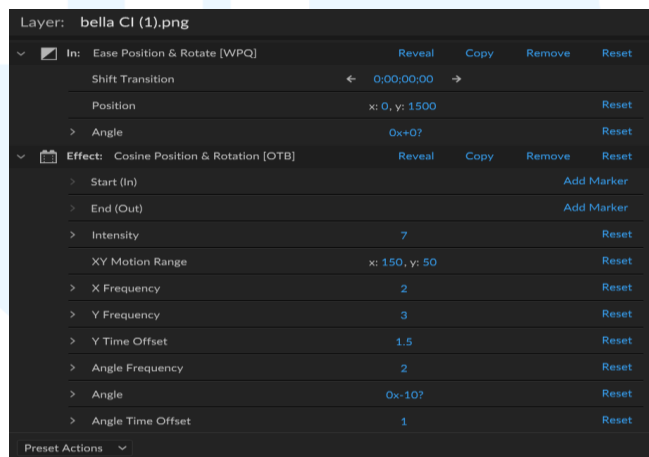 Layer: bella CI (1).png
In: Ease Position & Rotate [WPQ] Reveal Copy Remove Reset
Shift Transition ← 0;00;00;00 →
Position x: 0, y: 1500 Reset
> Angle 0x+0? Reset
Effect: Cosine Position & Rotation [OTB] Reveal Copy Remove Reset
> Start (In) Add Marker
> End (Out) Add Marker
> Intensity 7 Reset
XY Motion Range x: 150, y: 50 Reset
> X Frequency 2 Reset
> Y Frequency 3 Reset
> Y Time Offset 1.5 Reset
> Angle Frequency 2 Reset
> Angle 0x-10? Reset
> Angle Time Offset 1 Reset
Preset Actions